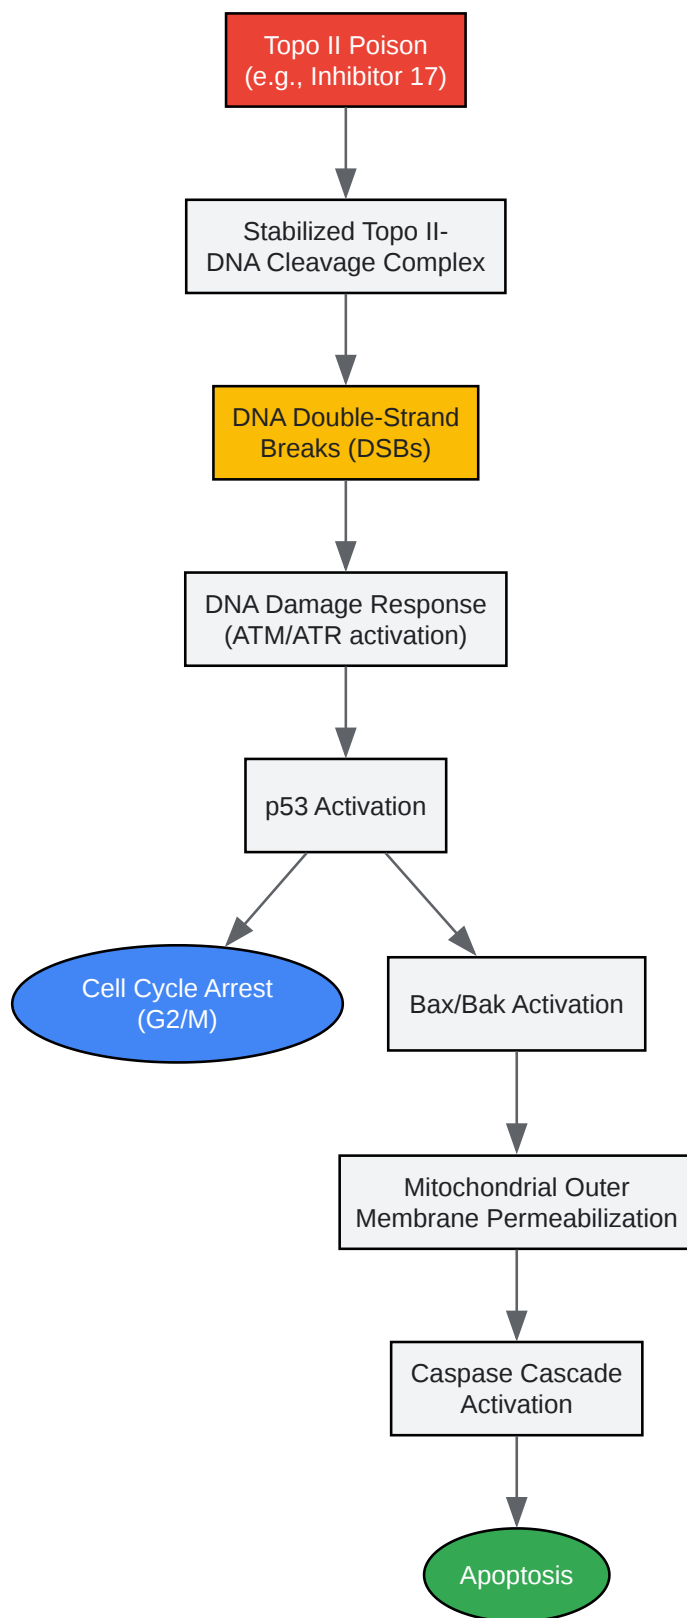 Topo II Poison
(e.g., Inhibitor 17)
Stabilized Topo II-
DNA Cleavage Complex
DNA Double-Strand
Breaks (DSBs)
DNA Damage Response
(ATM/ATR activation)
p53 Activation
Cell Cycle Arrest
(G2/M)
Bax/Bak Activation
Mitochondrial Outer
Membrane Permeabilization
Caspase Cascade
Activation
Apoptosis